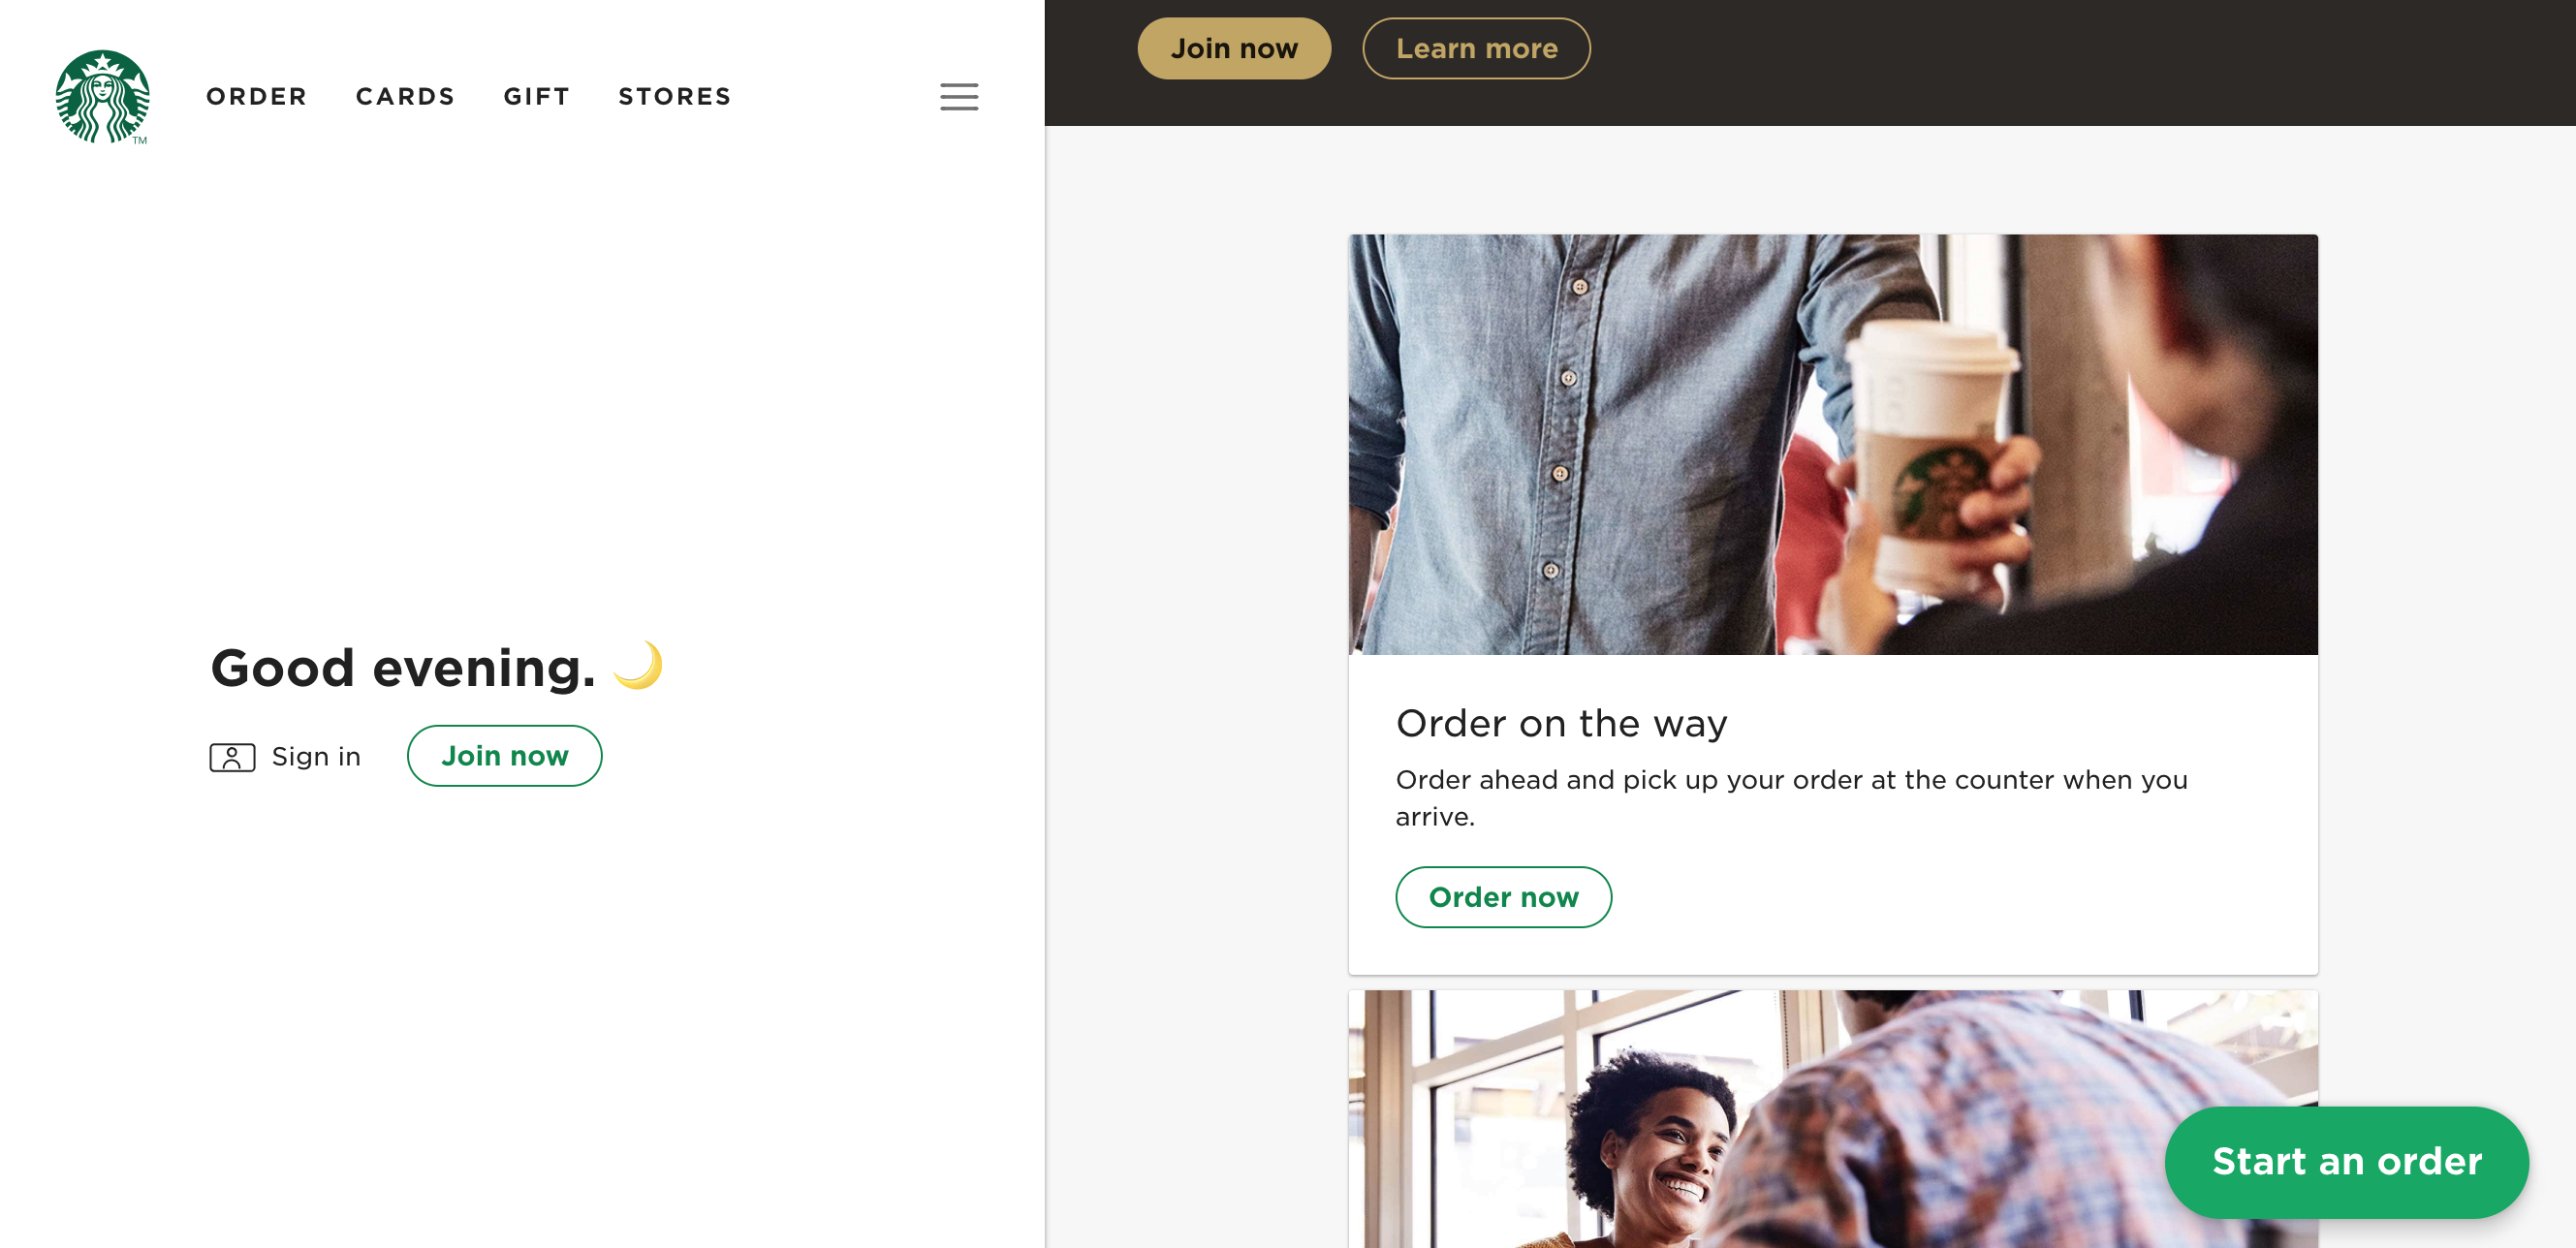 TM
ORDER
CARDS
GIFT
STORES
Good evening. 🌙
Sign in
Join now
Join now
Learn more
Order on the way
Order ahead and pick up your order at the counter when you
arrive.
Order now
Start an order